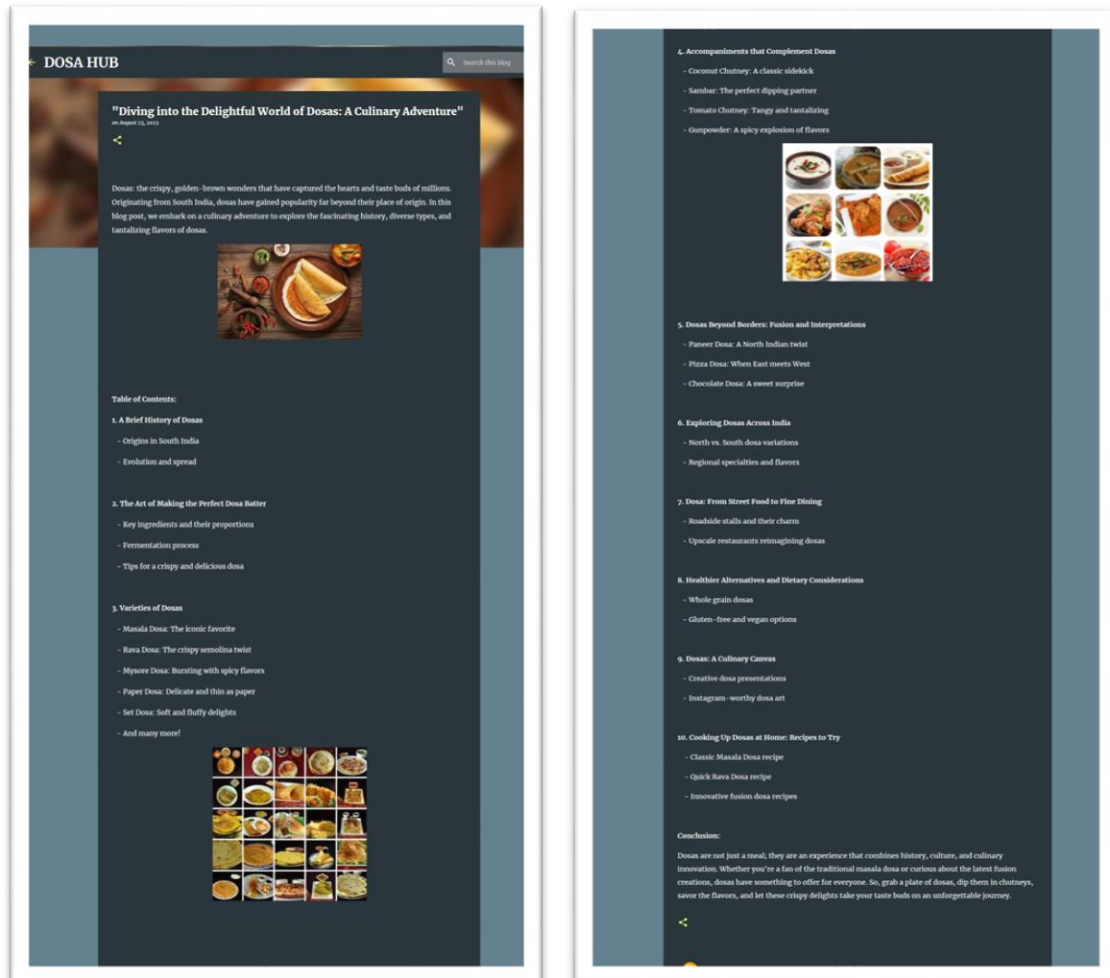 DOSA HUB
Search this blog
"Diving into the Delightful World of Dosas: A Culinary Adventure"
on August 23, 2023
Dosas: the crispy, golden-brown wonders that have captured the hearts and taste buds of millions.
Originating from South India, dosas have gained popularity far beyond their place of origin. In this
blog post, we embark on a culinary adventure to explore the fascinating history, diverse types, and
tantalizing flavors of dosas.
Table of Contents:
1. A Brief History of Dosas
- Origins in South India
- Evolution and spread
2. The Art of Making the Perfect Dosa Batter
- Key ingredients and their proportions
- Fermentation process
- Tips for a crispy and delicious dosa
3. Varieties of Dosas
- Masala Dosa: The iconic favorite
- Rava Dosa: The crispy semolina twist
- Mysore Dosa: Bursting with spicy flavors
- Paper Dosa: Delicate and thin as paper
- Set Dosa: Soft and fluffy delights
- And many more!
4. Accompaniments that Complement Dosas
- Coconut Chutney: A classic sidekick
- Sambar: The perfect dipping partner
- Tomato Chutney: Tangy and tantalizing
- Gunpowder: A spicy explosion of flavors
5. Dosas Beyond Borders: Fusion and Interpretations
- Paneer Dosa: A North Indian twist
- Pizza Dosa: When East meets West
- Chocolate Dosa: A sweet surprise
6. Exploring Dosas Across India
- North vs. South dosa variations
- Regional specialties and flavors
7. Dosa: From Street Food to Fine Dining
- Roadside stalls and their charm
- Upscale restaurants reimagining dosas
8. Healthier Alternatives and Dietary Considerations
- Whole grain dosas
- Gluten-free and vegan options
9. Dosas: A Culinary Canvas
- Creative dosa presentations
- Instagram-worthy dosa art
10. Cooking Up Dosas at Home: Recipes to Try
- Classic Masala Dosa recipe
- Quick Rava Dosa recipe
- Innovative fusion dosa recipes
Conclusion:
Dosas are not just a meal; they are an experience that combines history, culture, and culinary
innovation. Whether you're a fan of the traditional masala dosa or curious about the latest fusion
creations, dosas have something to offer for everyone. So, grab a plate of dosas, dip them in chutneys,
savor the flavors, and let these crispy delights take your taste buds on an unforgettable journey.